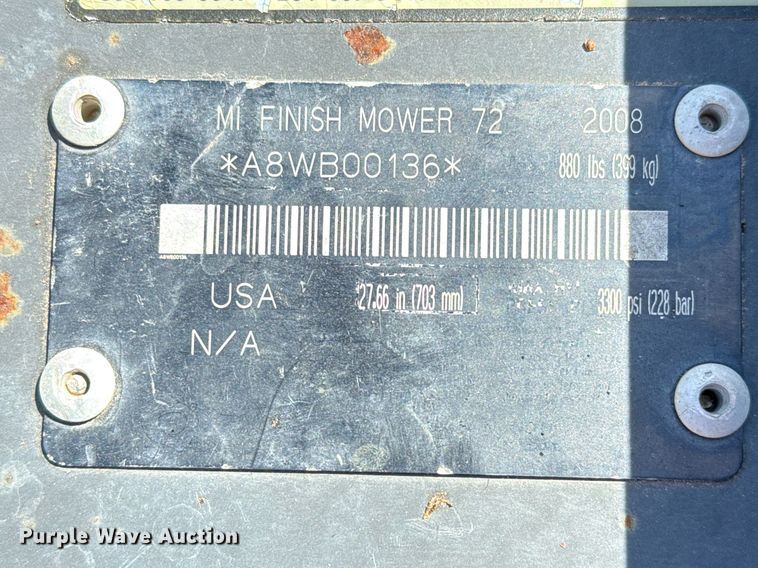 MI FINISH MOWER 72 2008
*A8WB00136* 880 lbs (399 kg)
A8WB00136
USA 27.66 in (703 mm) 3300 psi (228 bar)
N/A
Purple Wave Auction